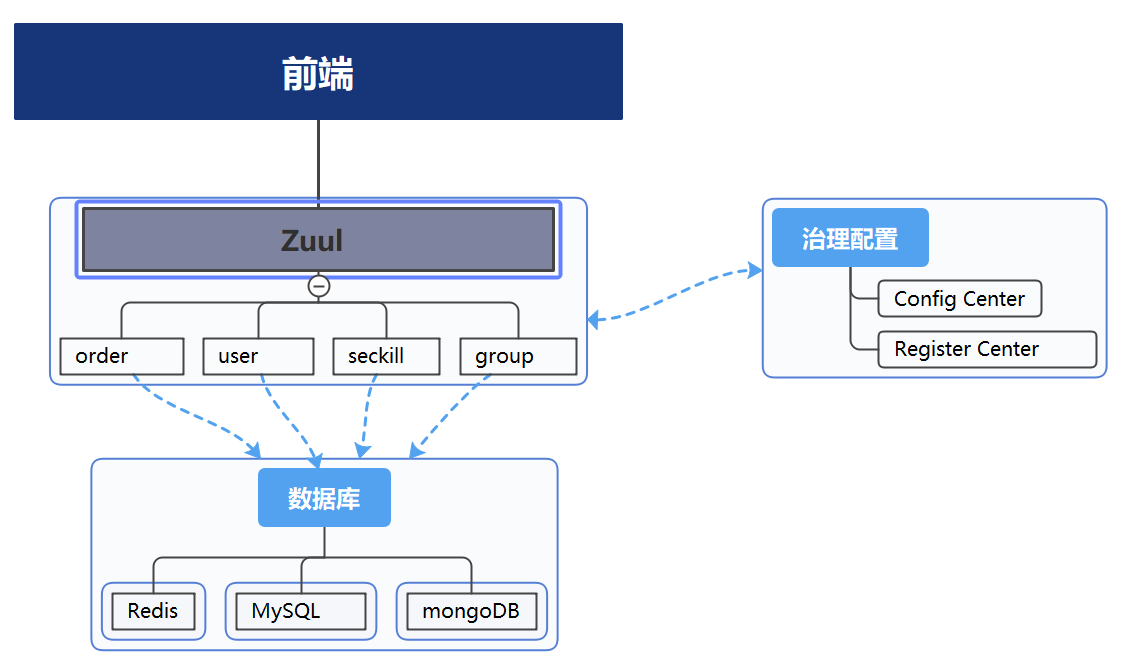 前端
Zuul
order
user
seckill
group
治理配置
Config Center
Register Center
数据库
Redis
MySQL
mongoDB